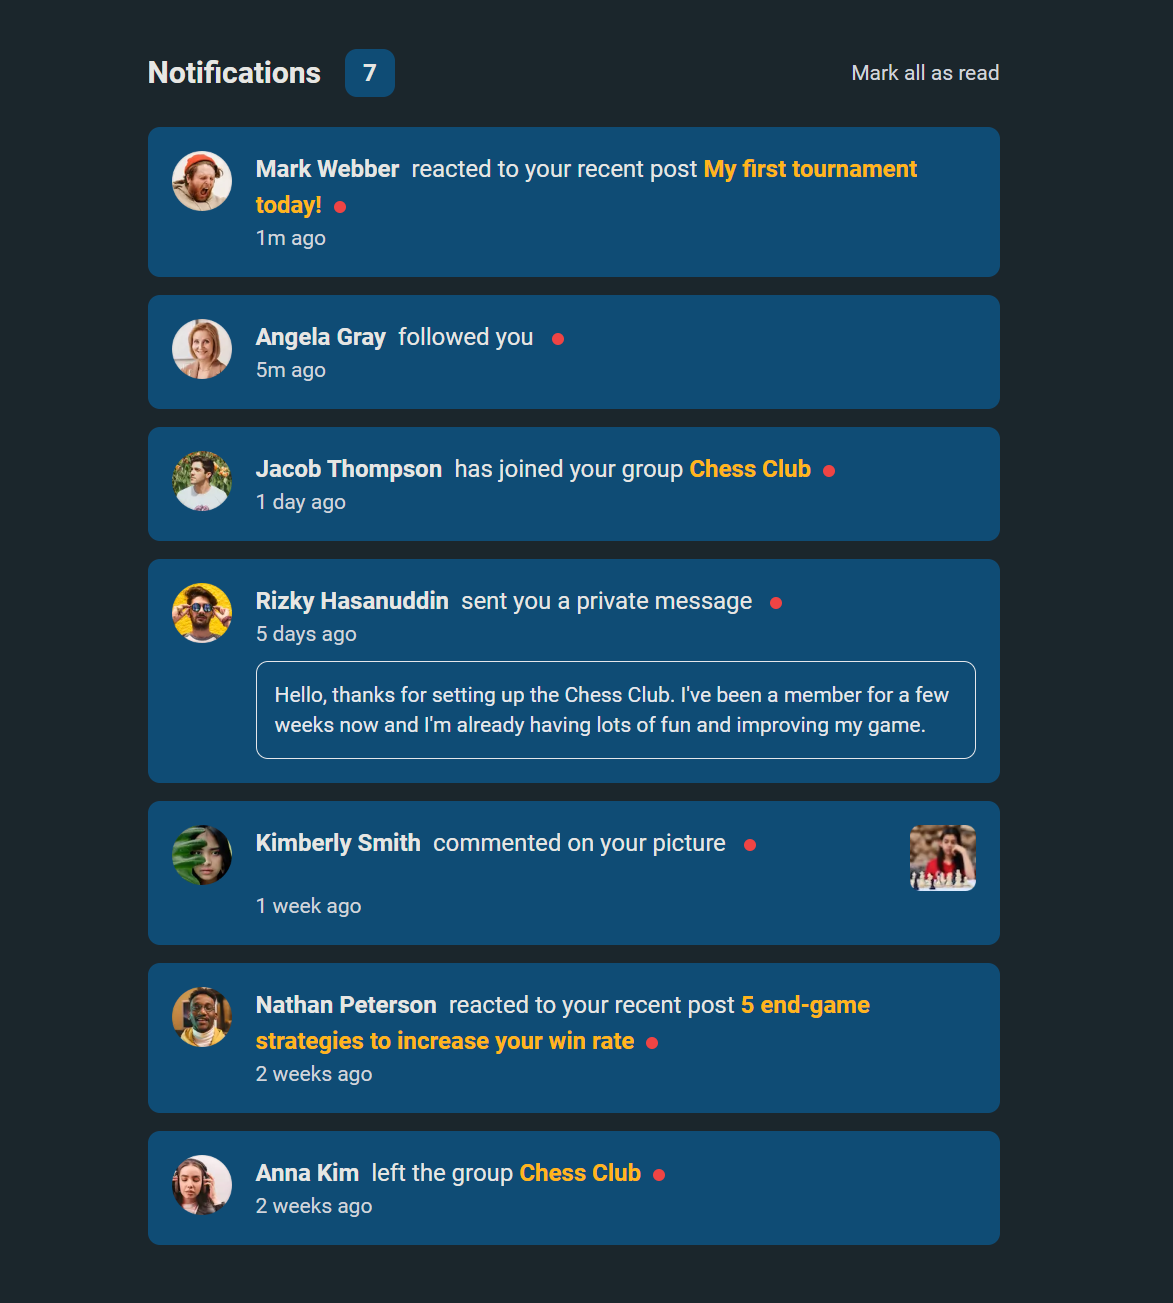 Notifications 7 Mark all as read
Mark Webber reacted to your recent post My first tournament
today!
1m ago
Angela Gray followed you
5m ago
Jacob Thompson has joined your group Chess Club
1 day ago
Rizky Hasanuddin sent you a private message
5 days ago
Hello, thanks for setting up the Chess Club. I've been a member for a few
weeks now and I'm already having lots of fun and improving my game.
Kimberly Smith commented on your picture
1 week ago
Nathan Peterson reacted to your recent post 5 end-game
strategies to increase your win rate
2 weeks ago
Anna Kim left the group Chess Club
2 weeks ago